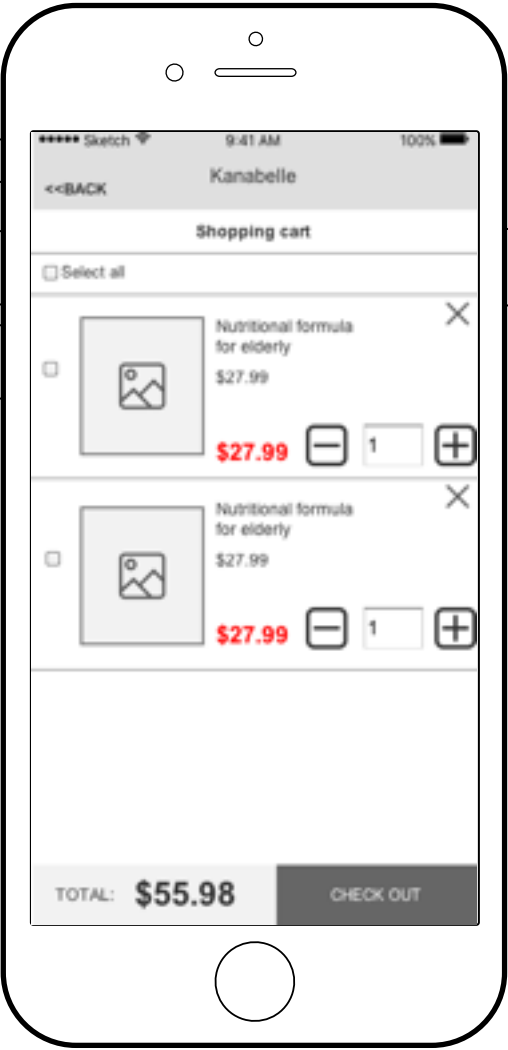 Sketch 9:41 AM 100%
Kanabelle
<<BACK
Shopping cart
Select all
Nutritional formula
for elderly
$27.99
$27.99 1
Nutritional formula
for elderly
$27.99
$27.99 1
TOTAL: $55.98 CHECK OUT